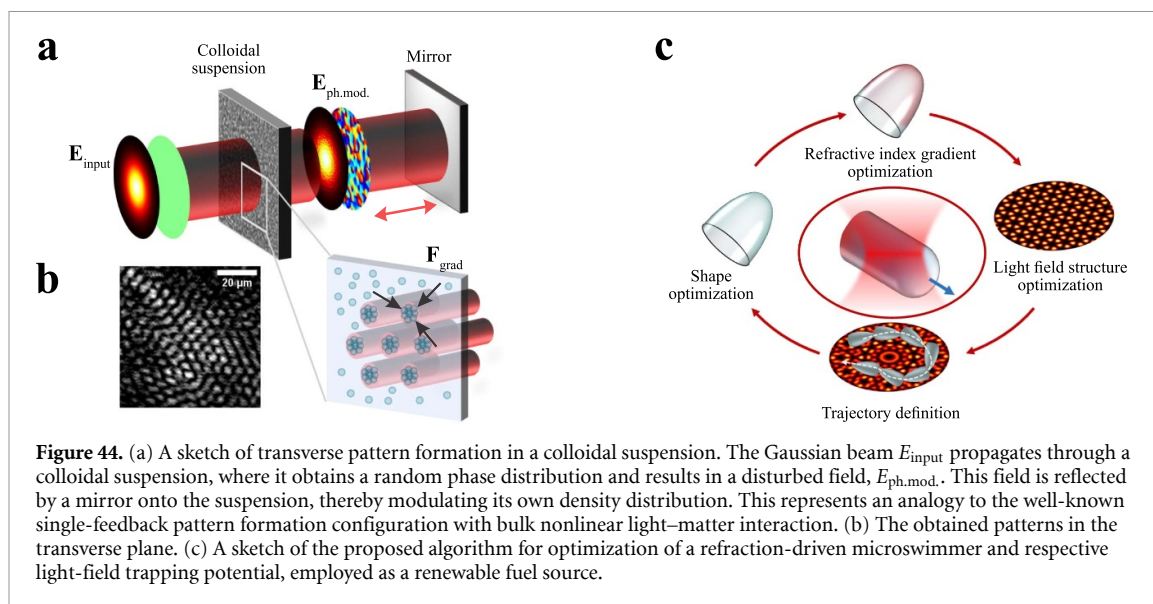 a
Colloidal
suspension
Mirror
E_ph.mod.
E_input
b
20 μm
F_grad
c
Refractive index gradient
optimization
Shape
optimization
Light field structure
optimization
Trajectory definition
Figure 44. (a) A sketch of transverse pattern formation in a colloidal suspension. The Gaussian beam E_input propagates through a
colloidal suspension, where it obtains a random phase distribution and results in a disturbed field, E_ph.mod.. This field is reflected
by a mirror onto the suspension, thereby modulating its own density distribution. This represents an analogy to the well-known
single-feedback pattern formation configuration with bulk nonlinear light–matter interaction. (b) The obtained patterns in the
transverse plane. (c) A sketch of the proposed algorithm for optimization of a refraction-driven microswimmer and respective
light-field trapping potential, employed as a renewable fuel source.